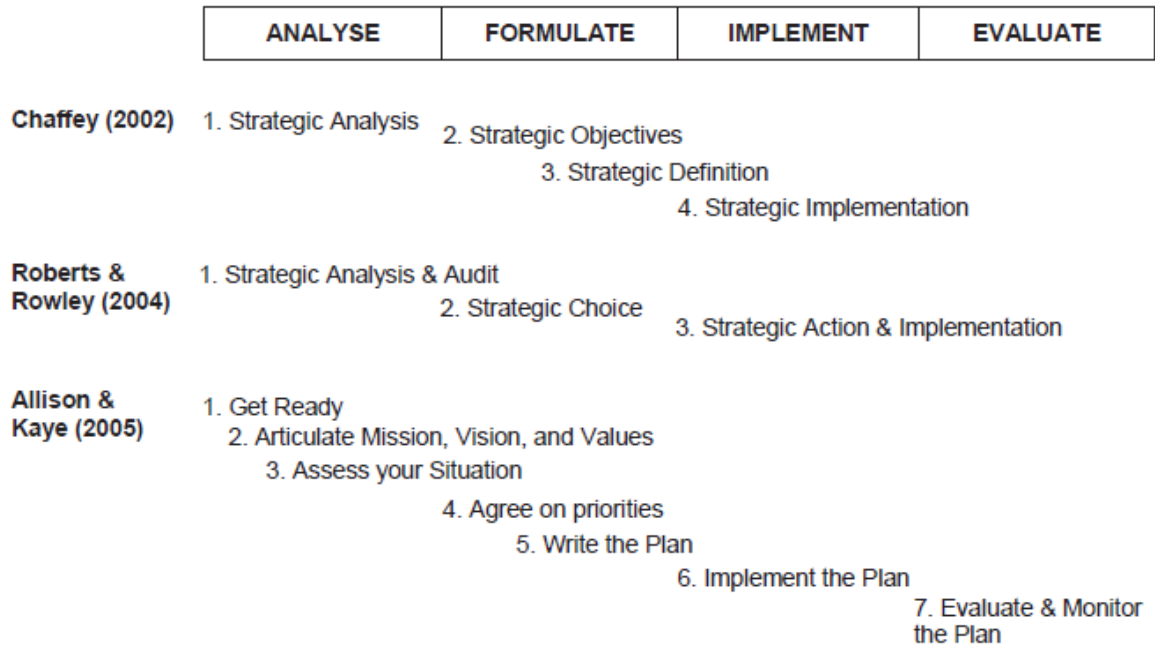 ANALYSE FORMULATE IMPLEMENT EVALUATE
Chaffey (2002) 1. Strategic Analysis
2. Strategic Objectives
3. Strategic Definition
4. Strategic Implementation
Roberts &
Rowley (2004)
1. Strategic Analysis & Audit
2. Strategic Choice
3. Strategic Action & Implementation
Allison &
Kaye (2005)
1. Get Ready
2. Articulate Mission, Vision, and Values
3. Assess your Situation
4. Agree on priorities
5. Write the Plan
6. Implement the Plan
7. Evaluate & Monitor
the Plan